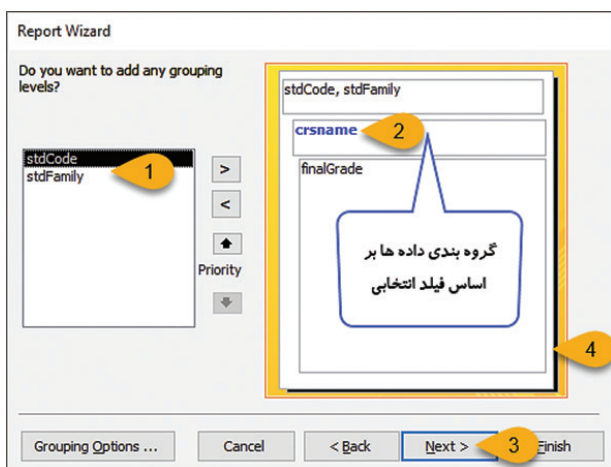 Report Wizard
Do you want to add any grouping
levels?
stdCode
stdFamily
1
>
<
Priority
stdCode, stdFamily
crsname
2
finalGrade
گروه بندی داده ها بر
اساس فیلد انتخابی
4
Grouping Options ...
Cancel
< Back
Next >
3
Finish